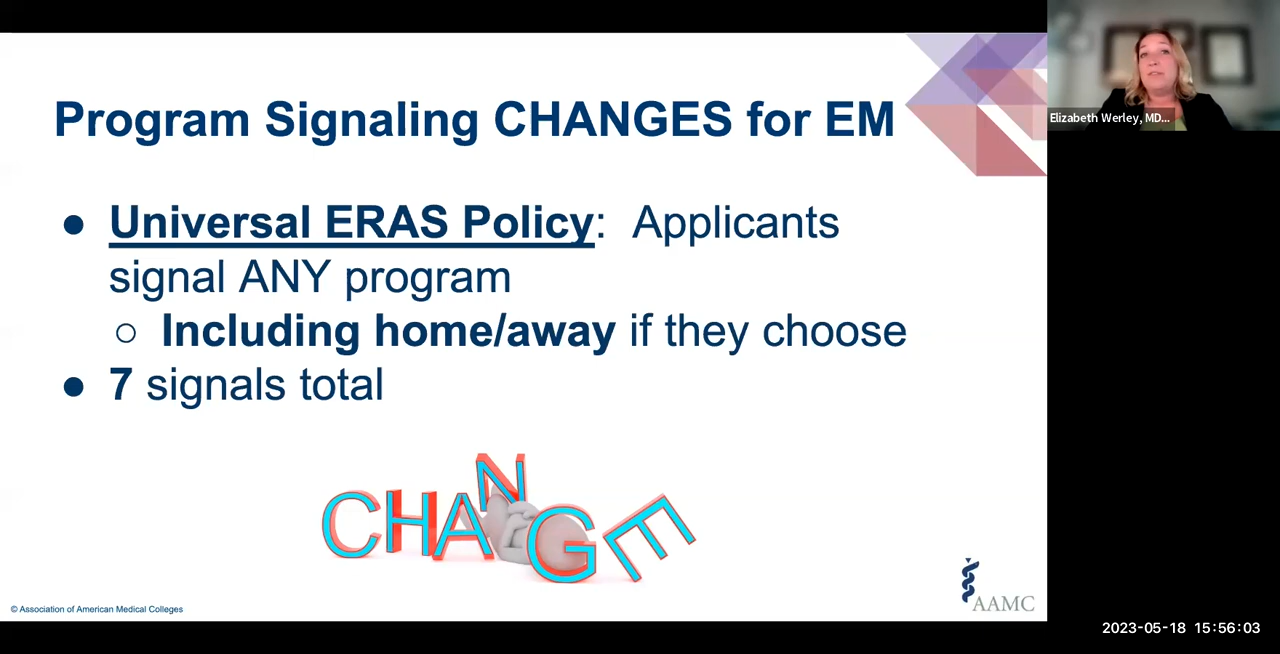 Program Signaling CHANGES for EM
● Universal ERAS Policy: Applicants
signal ANY program
○ Including home/away if they choose
● 7 signals total
CHANGE
© Association of American Medical Colleges
AAMC
Elizabeth Werley, MD...
2023-05-18 15:56:03